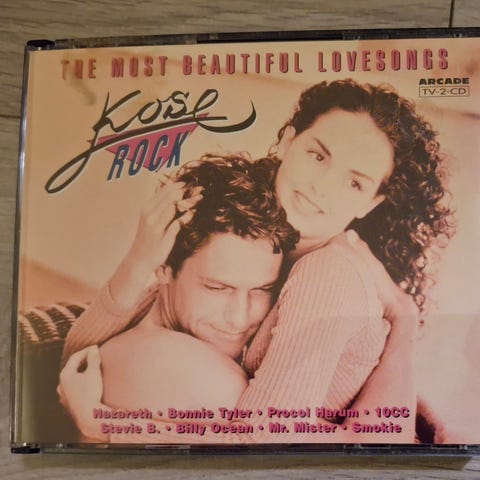 THE MOST BEAUTIFUL LOVESONGS
ARCADE
TV-2-CD
Kose
ROCK
Nazareth • Bonnie Tyler • Procol Harum • 10CC
Stevie B. • Billy Ocean • Mr. Mister • Smokie